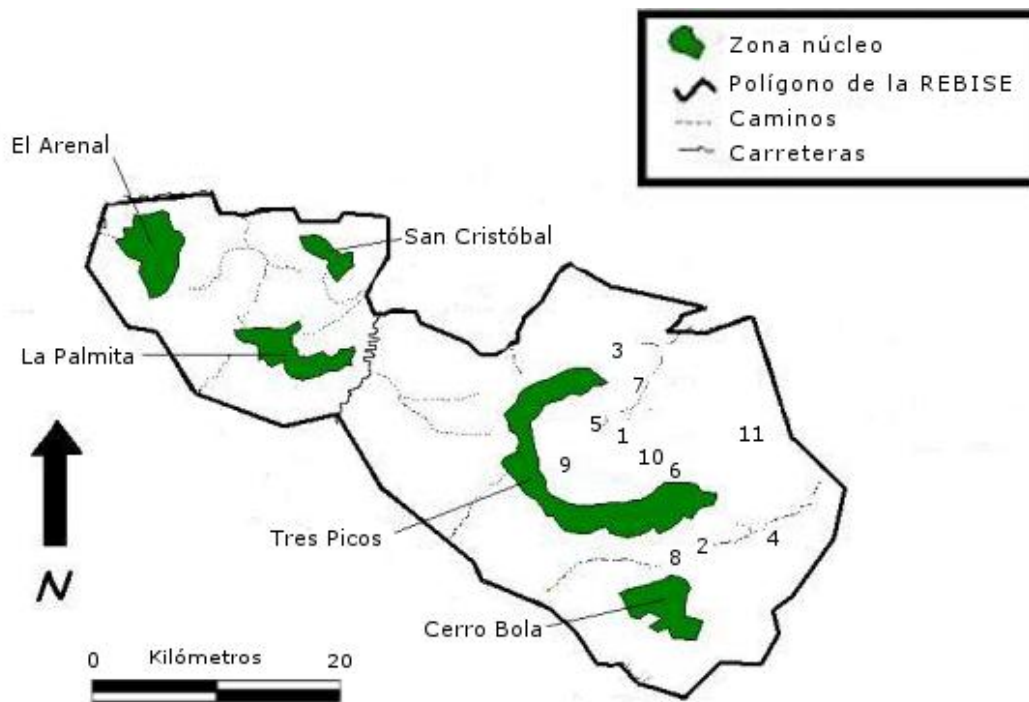 Zona núcleo
Polígono de la REBISE
Caminos
Carreteras
El Arenal
San Cristóbal
La Palmita
3
7
5
1
11
10
9
6
Tres Picos
2
4
8
N
Cerro Bola
0 Kilómetros 20